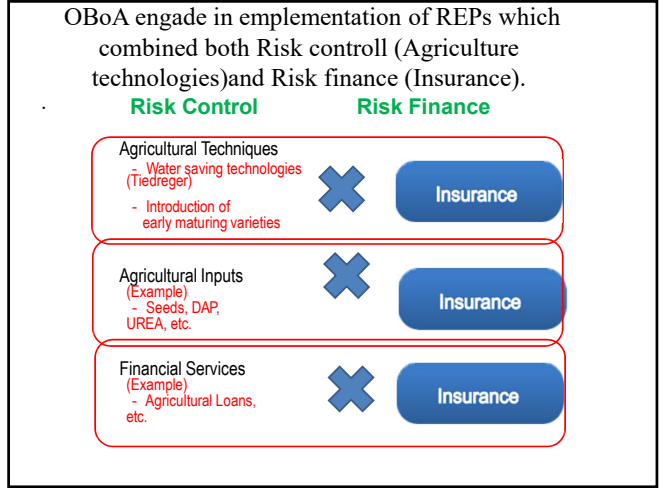 OBoA engade in emplementation of REPs which
combined both Risk controll (Agriculture
technologies)and Risk finance (Insurance).
.
Risk Control Risk Finance
Agricultural Techniques
- Water saving technologies
(Tiedreger)
- Introduction of
early maturing varieties
Insurance
Agricultural Inputs
(Example)
- Seeds, DAP,
UREA, etc.
Insurance
Financial Services
(Example)
- Agricultural Loans,
etc.
Insurance